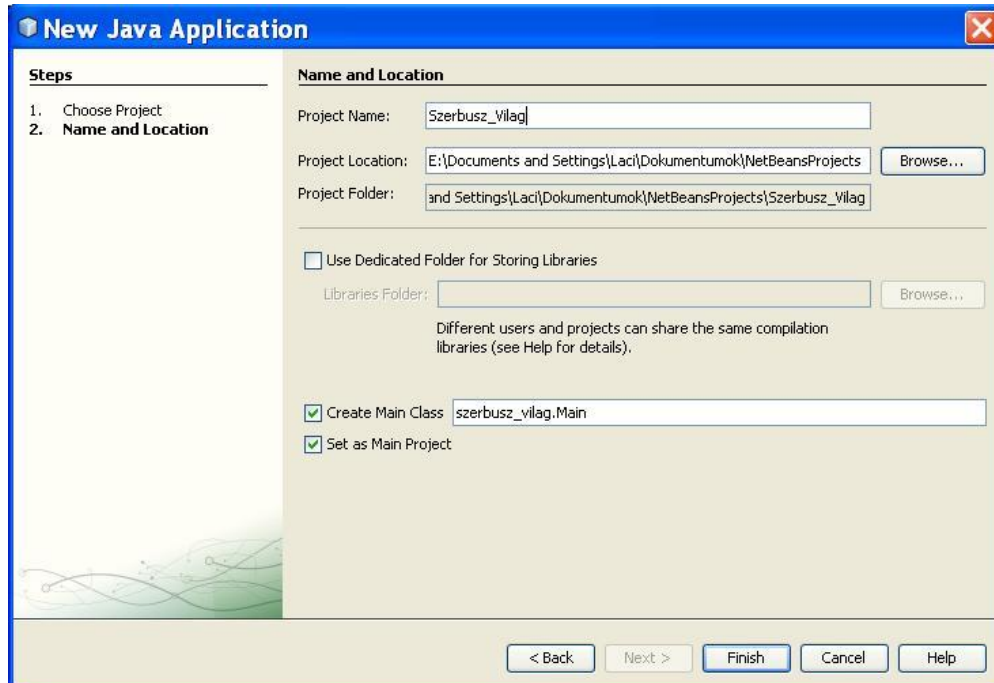 New Java Application
Steps
1. Choose Project
2. Name and Location
Name and Location
Project Name: Szerbusz_Vilag
Project Location: E:\Documents and Settings\Laci\Dokumentumok\NetBeansProjects Browse...
Project Folder: and Settings\Laci\Dokumentumok\NetBeansProjects\Szerbusz_Vilag
Use Dedicated Folder for Storing Libraries
Libraries Folder: Browse...
Different users and projects can share the same compilation
libraries (see Help for details).
Create Main Class szerbusz_vilag.Main
Set as Main Project
< Back Next > Finish Cancel Help